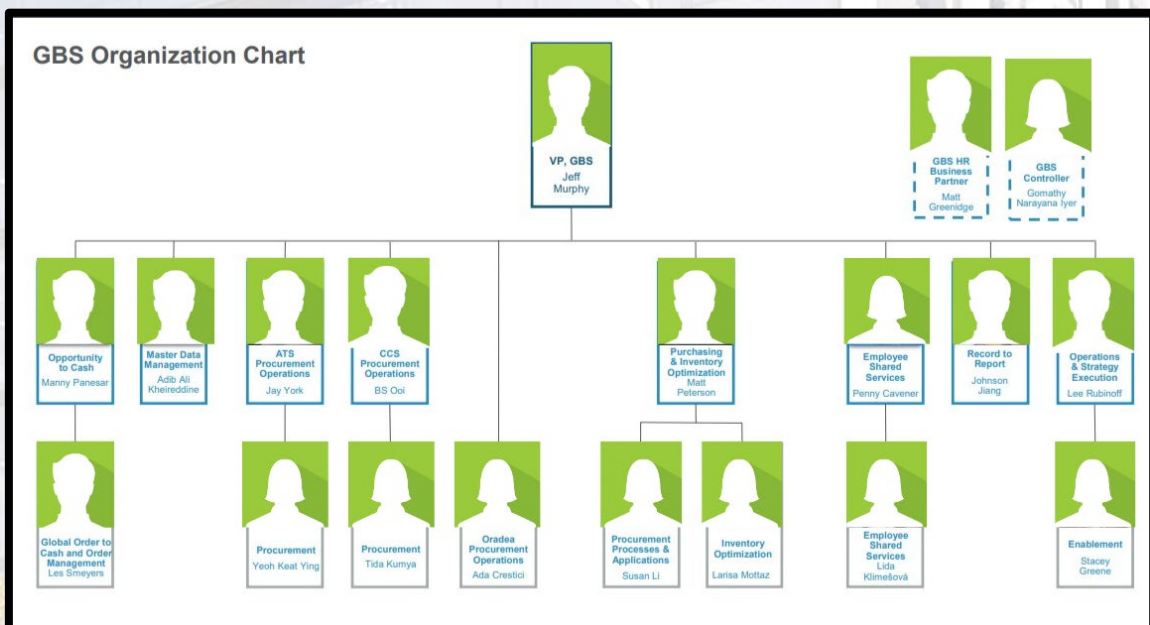 GBS Organization Chart
VP, GBS
Jeff
Murphy
GBS HR
Business
Partner
Matt
Greenidge
GBS
Controller
Gomathy
Narayana Iyer
Opportunity
to Cash
Manny Panesar
Master Data
Management
Adib Ali
Kheireddine
ATS
Procurement
Operations
Jay York
CCS
Procurement
Operations
BS Ooi
Purchasing
& Inventory
Optimization
Matt
Peterson
Employee
Shared
Services
Penny Cavener
Record to
Report
Johnson
Jiang
Operations
& Strategy
Execution
Lee Rubinoff
Global Order to
Cash and Order
Management
Les Smeyers
Procurement
Yeoh Keat Ying
Procurement
Tida Kumya
Oradea
Procurement
Operations
Ada Crestici
Procurement
Processes &
Applications
Susan Li
Inventory
Optimization
Larisa Mottaz
Employee
Shared
Services
Lida
Klimešová
Enablement
Stacey
Greene